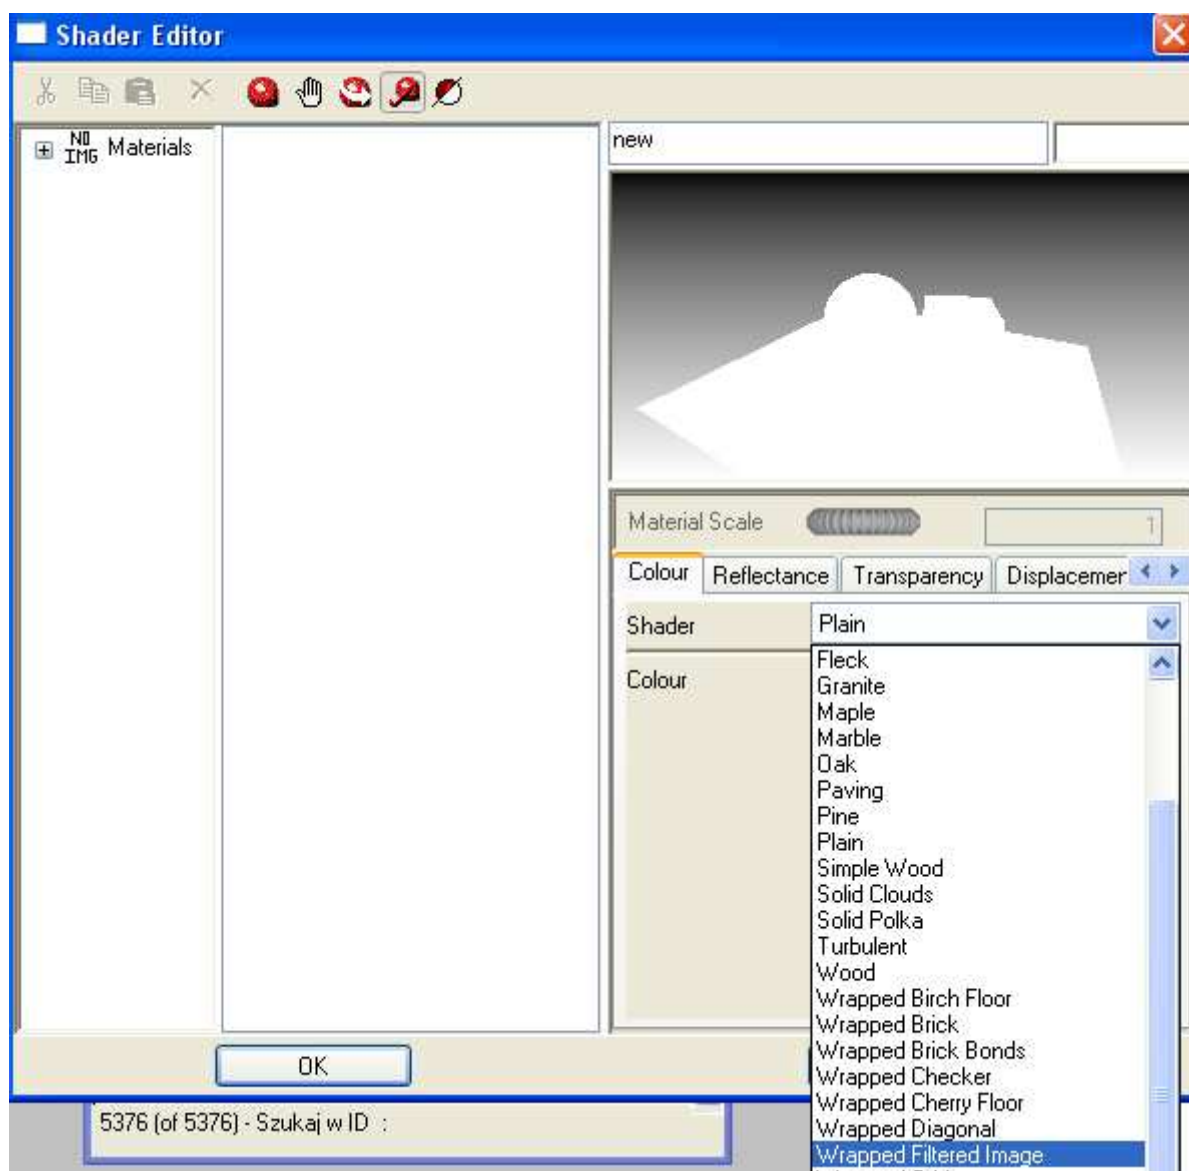 Shader Editor
NO IMG Materials
new
Material Scale 1
Colour Reflectance Transparency Displacemer
Shader Plain
Colour
Fleck
Granite
Maple
Marble
Oak
Paving
Pine
Plain
Simple Wood
Solid Clouds
Solid Polka
Turbulent
Wood
Wrapped Birch Floor
Wrapped Brick
Wrapped Brick Bonds
Wrapped Checker
Wrapped Cherry Floor
Wrapped Diagonal
Wrapped Filtered Image
OK
5376 (of 5376) - Szukaj w ID :